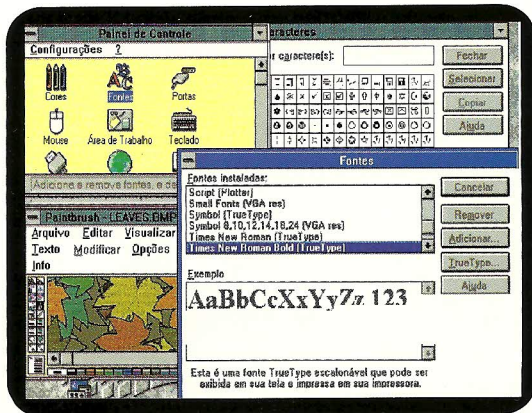 Painel de Controle
Configurações ?
Cores
Fontes
Portas
Mouse
Área de Trabalho
Teclado
Adicione e remove fontes, e de
aracteres
r caractere(s):
Fechar
Selecionar
Copiar
Ajuda
Paintbrush - LEAVES.BMP
Arquivo Editar Visualizar
Texto Modificar Opções
Info
Fontes
Fontes instaladas:
Script (Plotter)
Small Fonts (VGA res)
Symbol (TrueType)
Symbol 8,10,12,14,18,24 (VGA res)
Times New Roman (TrueType)
Times New Roman Bold (TrueType)
Cancelar
Remover
Adicionar...
TrueType...
Ajuda
Exemplo
AaBbCcXxYyZz 123
Esta é uma fonte TrueType escalonável que pode ser
exibida em sua tela e impressa em sua impressora.